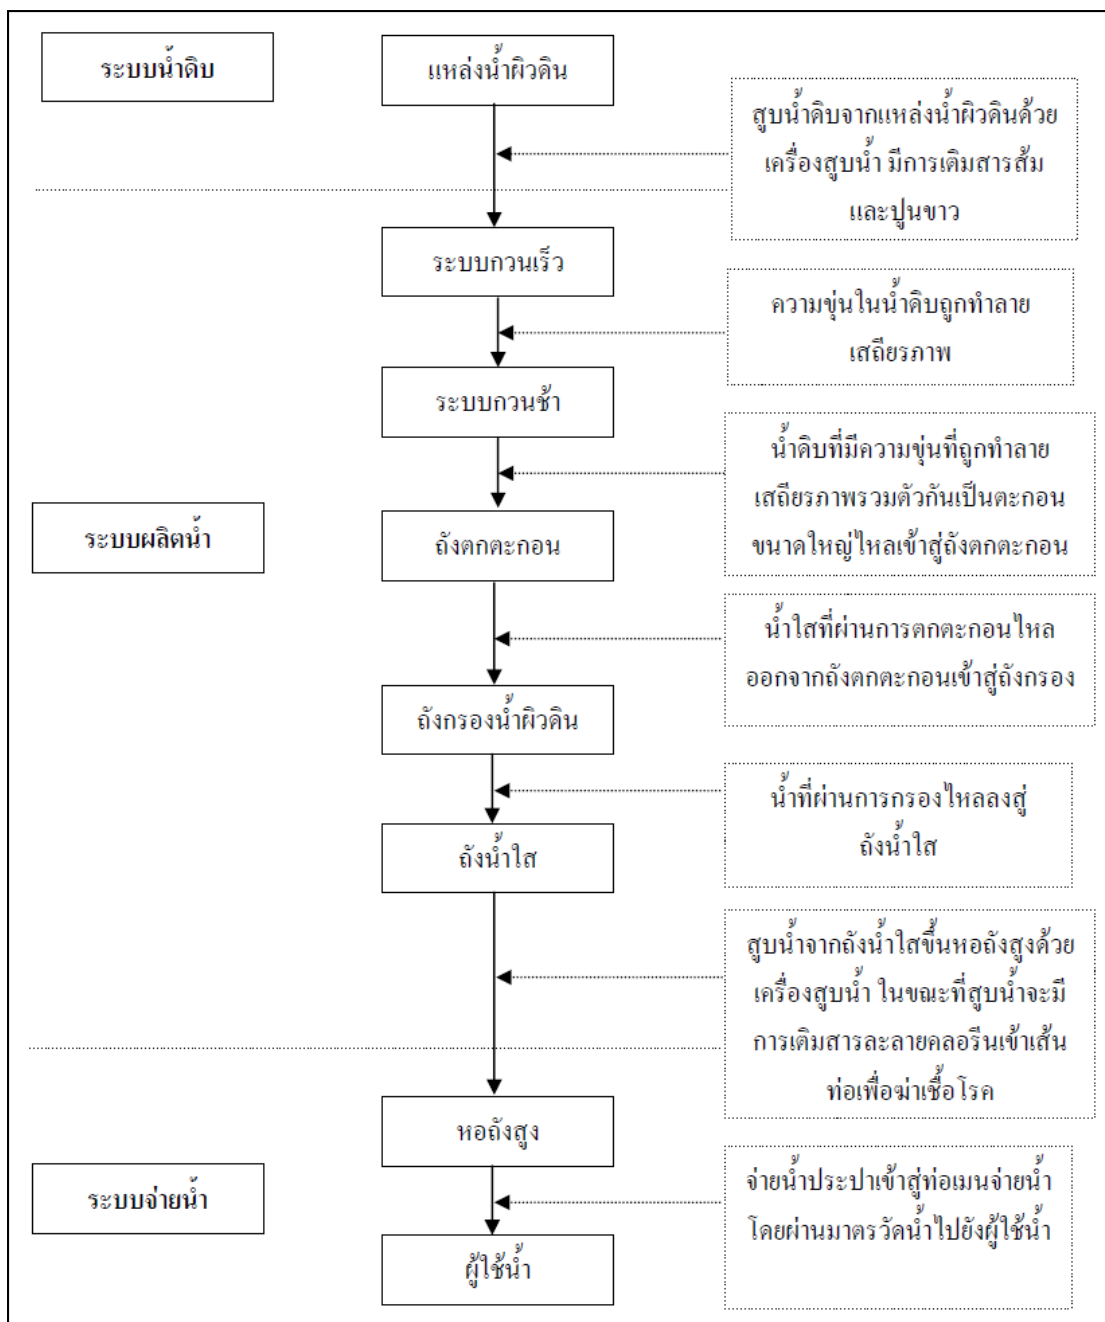 ระบบน้ำดิบ
แหล่งน้ำผิวดิน
สูบน้ำดิบจากแหล่งน้ำผิวดินด้วย
เครื่องสูบน้ำ มีการเติมสารส้ม
และปูนขาว
ระบบกวนเร็ว
ความขุ่นในน้ำดิบถูกทำลาย
เสถียรภาพ
ระบบกวนช้า
น้ำดิบที่มีความขุ่นที่ถูกทำลาย
เสถียรภาพรวมตัวกันเป็นตะกอน
ขนาดใหญ่ไหลเข้าสู่ถังตกตะกอน
ระบบผลิตน้ำ
ถังตกตะกอน
น้ำใสที่ผ่านการตกตะกอนไหล
ออกจากถังตกตะกอนเข้าสู่ถังกรอง
ถังกรองน้ำผิวดิน
น้ำที่ผ่านการกรองไหลลงสู่
ถังน้ำใส
ถังน้ำใส
สูบน้ำจากถังน้ำใสขึ้นหอถังสูงด้วย
เครื่องสูบน้ำ ในขณะที่สูบน้ำจะมี
การเติมสารละลายคลอรีนเข้าเส้น
ท่อเพื่อฆ่าเชื้อโรค
หอถังสูง
ระบบจ่ายน้ำ
จ่ายน้ำประปาเข้าสู่ท่อเมนจ่ายน้ำ
โดยผ่านมาตรวัดน้ำไปยังผู้ใช้น้ำ
ผู้ใช้น้ำ